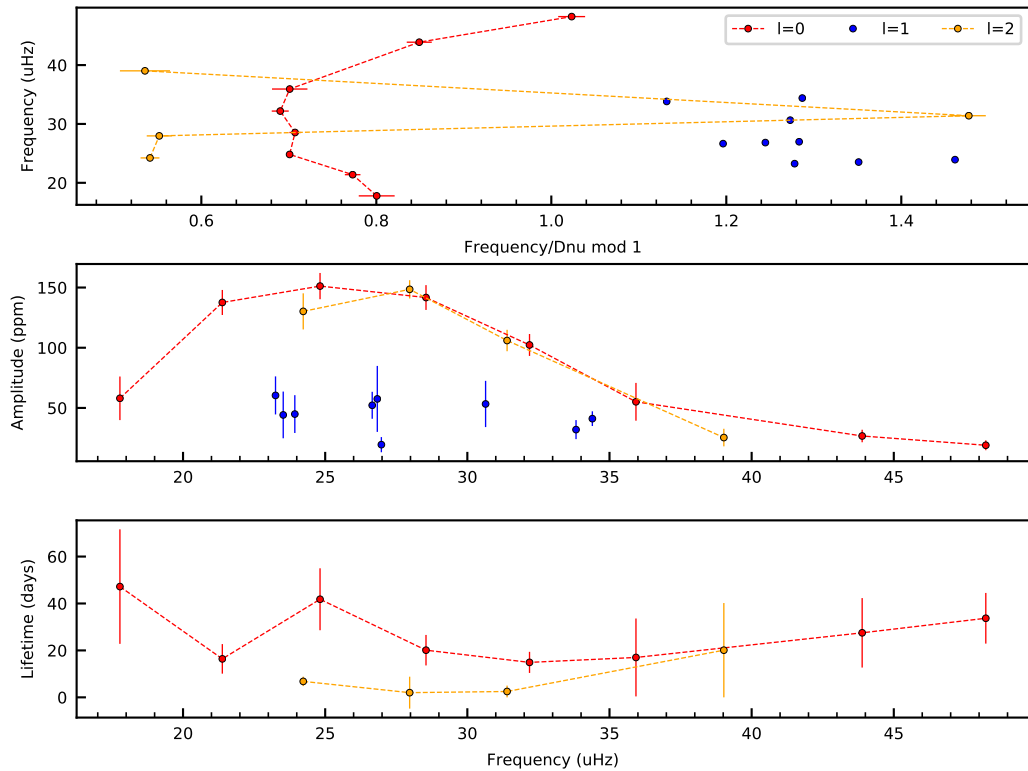 Frequency (uHz)
40
30
20
l=0 l=1 l=2
0.6 0.8 1.0 1.2 1.4
Frequency/Dnu mod 1
Amplitude (ppm)
150
100
50
20 25 30 35 40 45
Lifetime (days)
60
40
20
0
20 25 30 35 40 45
Frequency (uHz)